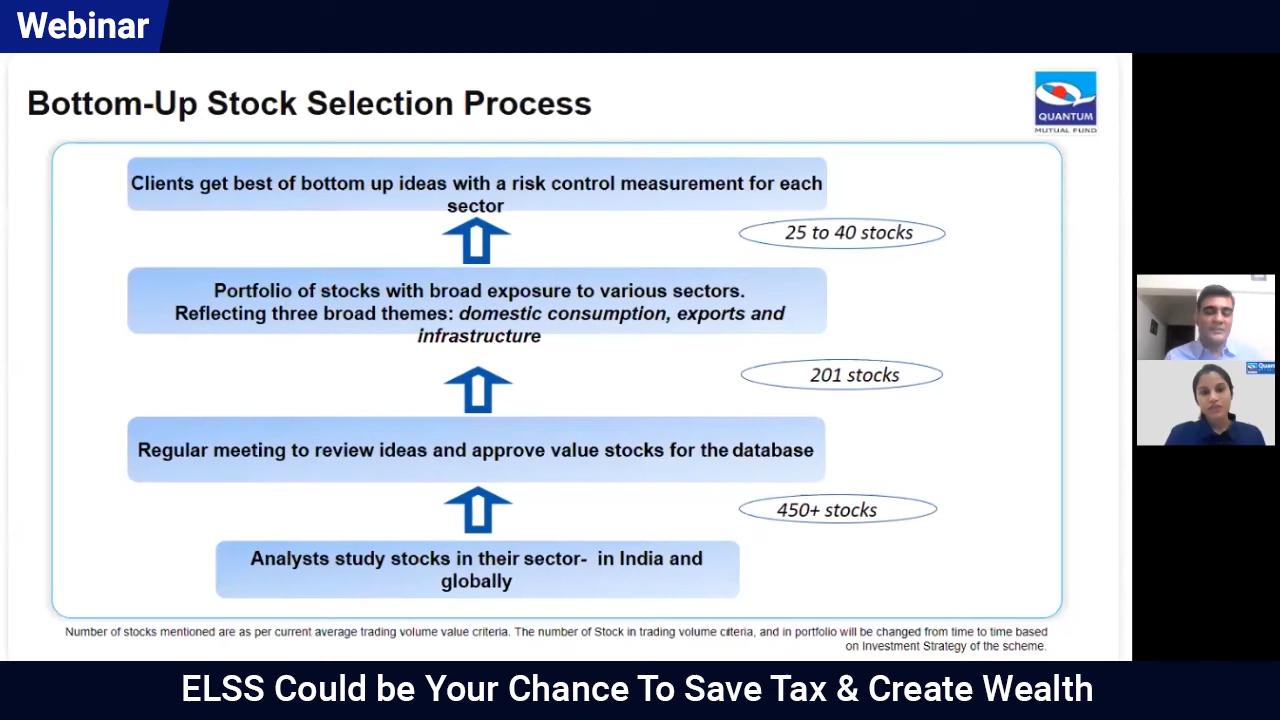 Webinar
Bottom-Up Stock Selection Process
QUANTUM
MUTUAL FUND
Clients get best of bottom up ideas with a risk control measurement for each
sector
25 to 40 stocks
Portfolio of stocks with broad exposure to various sectors.
Reflecting three broad themes: domestic consumption, exports and
infrastructure
201 stocks
Regular meeting to review ideas and approve value stocks for the database
450+ stocks
Analysts study stocks in their sector- in India and
globally
Number of stocks mentioned are as per current average trading volume value criteria. The number of Stock in trading volume criteria, and in portfolio will be changed from time to time based
on Investment Strategy of the scheme.
ELSS Could be Your Chance To Save Tax & Create Wealth